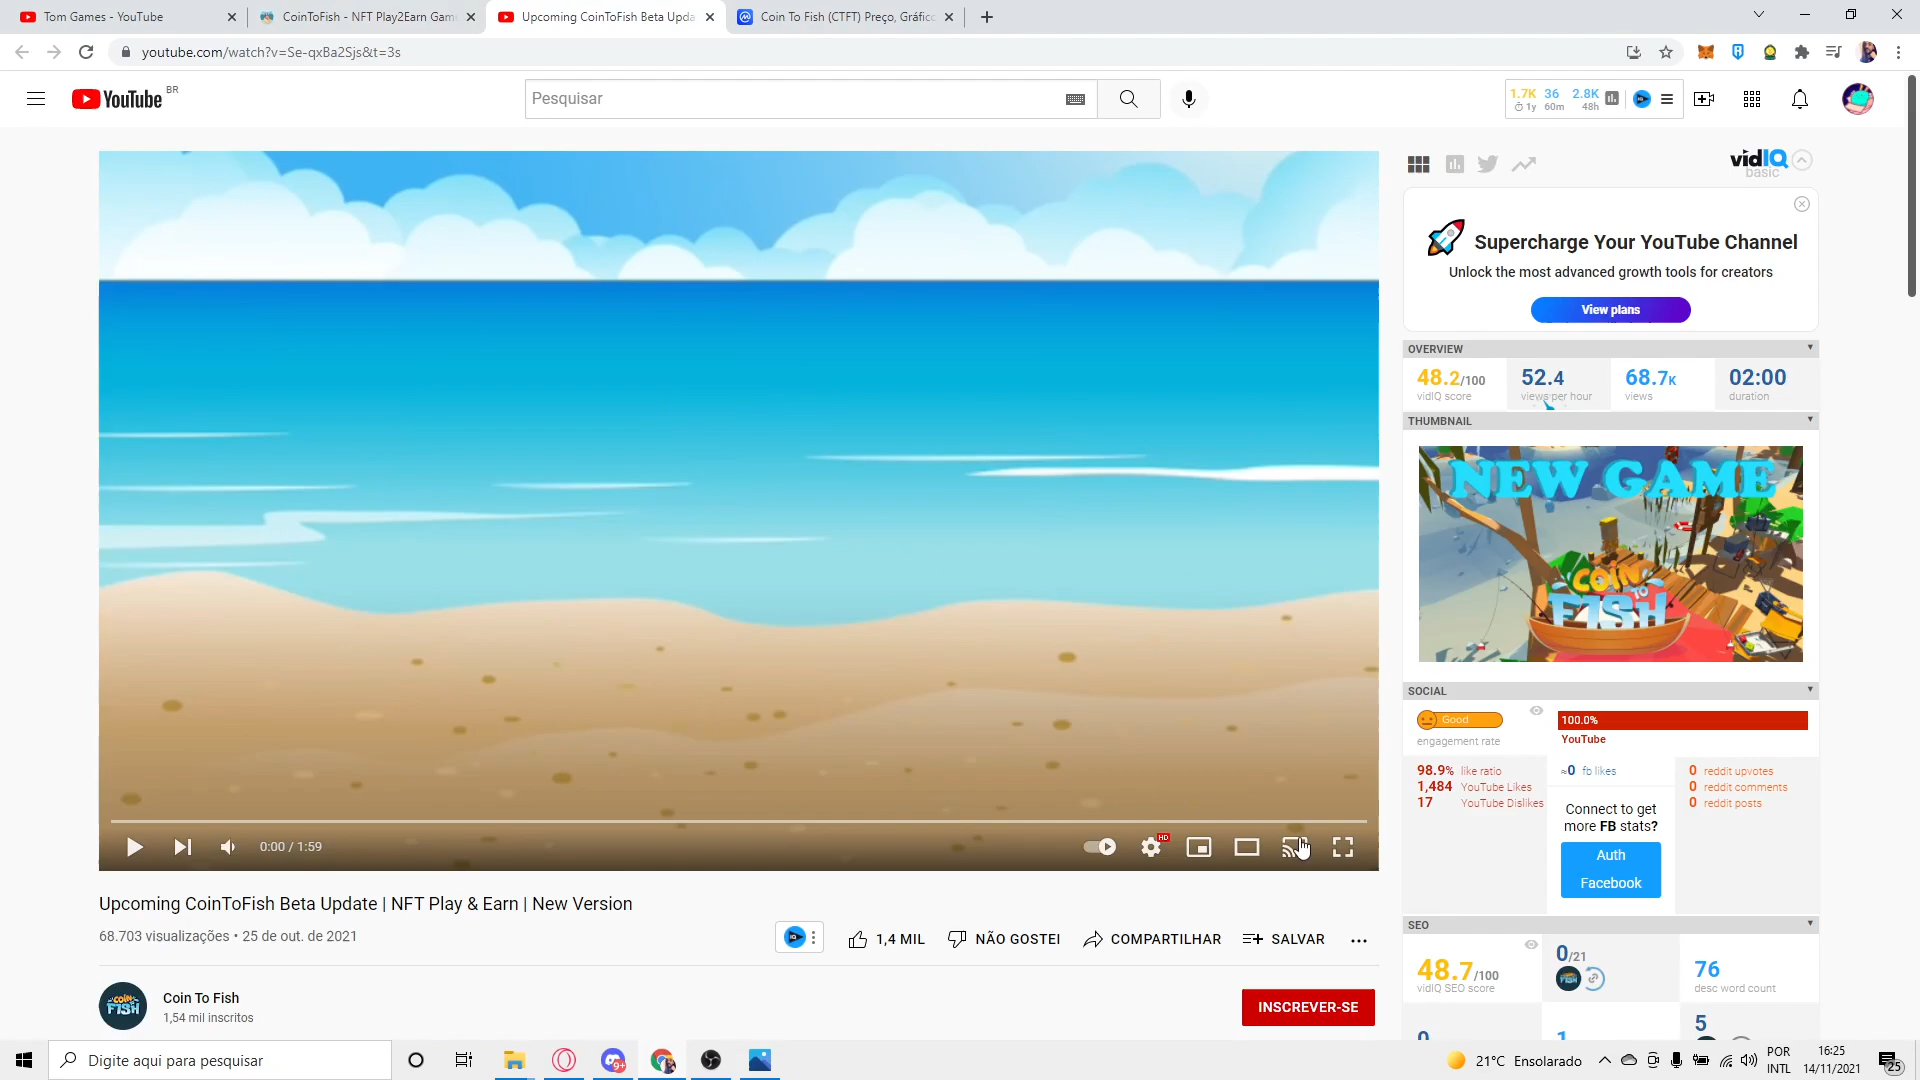 Tom Games - YouTube
CoinToFish - NFT Play2Earn Gam
Upcoming CoinToFish Beta Upda
Coin To Fish (CTFT) Preço, Gráfic
youtube.com/watch?v=Se-qxBa2Sjs&t=3s
YouTube BR
Pesquisar
1.7K 36 2.8K
1y 60m 48h
vidIQ
basic
Supercharge Your YouTube Channel
Unlock the most advanced growth tools for creators
View plans
OVERVIEW
48.2/100 52.4 68.7K 02:00
vidIQ score views per hour views duration
THUMBNAIL
NEW GAME
COIN TO FISH
SOCIAL
Good 100.0%
engagement rate YouTube
98.9% like ratio
1,484 YouTube Likes
17 YouTube Dislikes
≈0 fb likes
Connect to get
more FB stats?
Auth
Facebook
0 reddit upvotes
0 reddit comments
0 reddit posts
SEO
48.7/100
vidIQ SEO score
0/21
76
desc word count
5
0:00 / 1:59
HD
Upcoming CoinToFish Beta Update | NFT Play & Earn | New Version
68.703 visualizações • 25 de out. de 2021
1,4 MIL NÃO GOSTEI COMPARTILHAR SALVAR
COIN FISH
Coin To Fish
1,54 mil inscritos
INSCREVER-SE
Digite aqui para pesquisar
9+
21°C Ensolarado
POR
INTL
16:25
14/11/2021
25